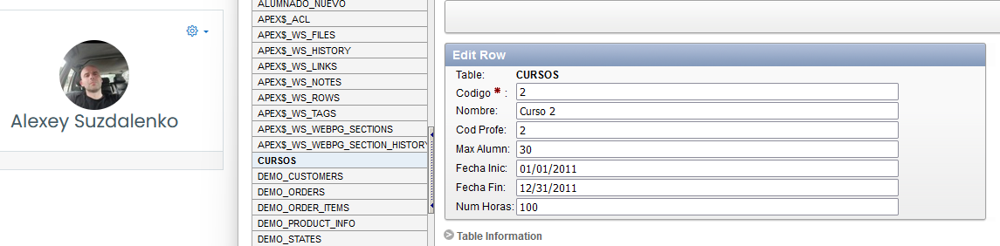 Alexey Suzdalenko
ALUMNADO_NUEVO
APEX$_ACL
APEX$_WS_FILES
APEX$_WS_HISTORY
APEX$_WS_LINKS
APEX$_WS_NOTES
APEX$_WS_ROWS
APEX$_WS_TAGS
APEX$_WS_WEBPG_SECTIONS
APEX$_WS_WEBPG_SECTION_HISTORY
CURSOS
DEMO_CUSTOMERS
DEMO_ORDERS
DEMO_ORDER_ITEMS
DEMO_PRODUCT_INFO
DEMO_STATES
Edit Row
Table: CURSOS
Codigo * : 2
Nombre: Curso 2
Cod Profe: 2
Max Alumn: 30
Fecha Inic: 01/01/2011
Fecha Fin: 12/31/2011
Num Horas: 100
Table Information